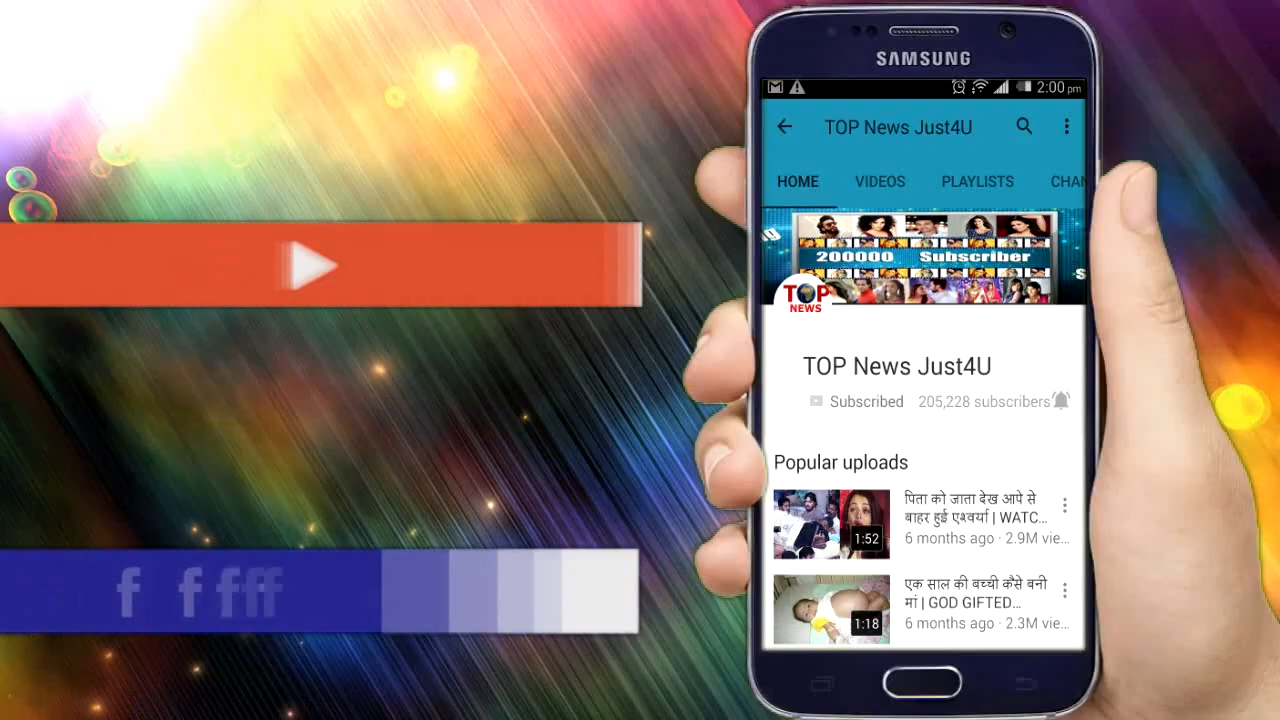 SAMSUNG
2:00 pm
TOP News Just4U
HOME VIDEOS PLAYLISTS CHAN
200000 Subscriber
TOP
NEWS
TOP News Just4U
Subscribed 205,228 subscribers
Popular uploads
पिता को जाता देख आपे से
बाहर हुई एश्वर्या | WATC...
6 months ago · 2.9M vie...
1:52
एक साल की बच्ची कैसे बनी
मां | GOD GIFTED...
6 months ago · 2.3M vie...
1:18
f f fff